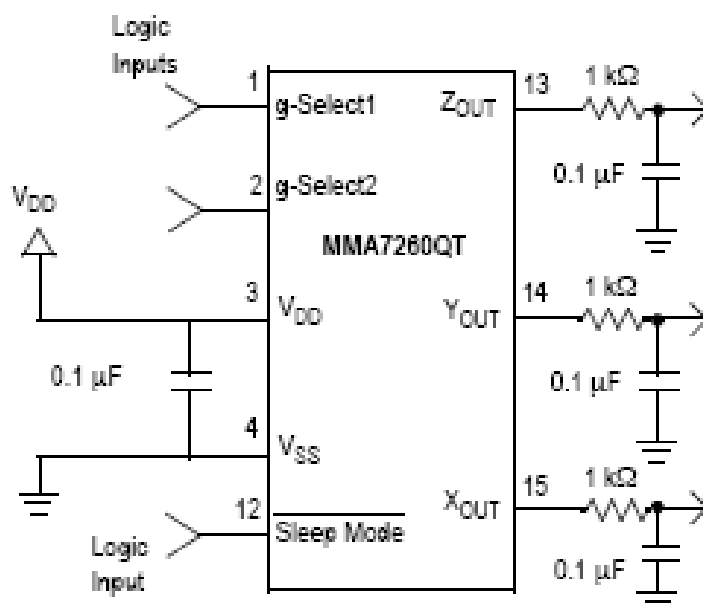 Logic
Inputs
1
g-Select1
2
g-Select2
VDD
3
VDD
0.1 μF
4
VSS
12
Sleep Mode
Logic
Input
MMA7260QT
ZOUT
13
1 kΩ
0.1 μF
YOUT
14
1 kΩ
0.1 μF
XOUT
15
1 kΩ
0.1 μF